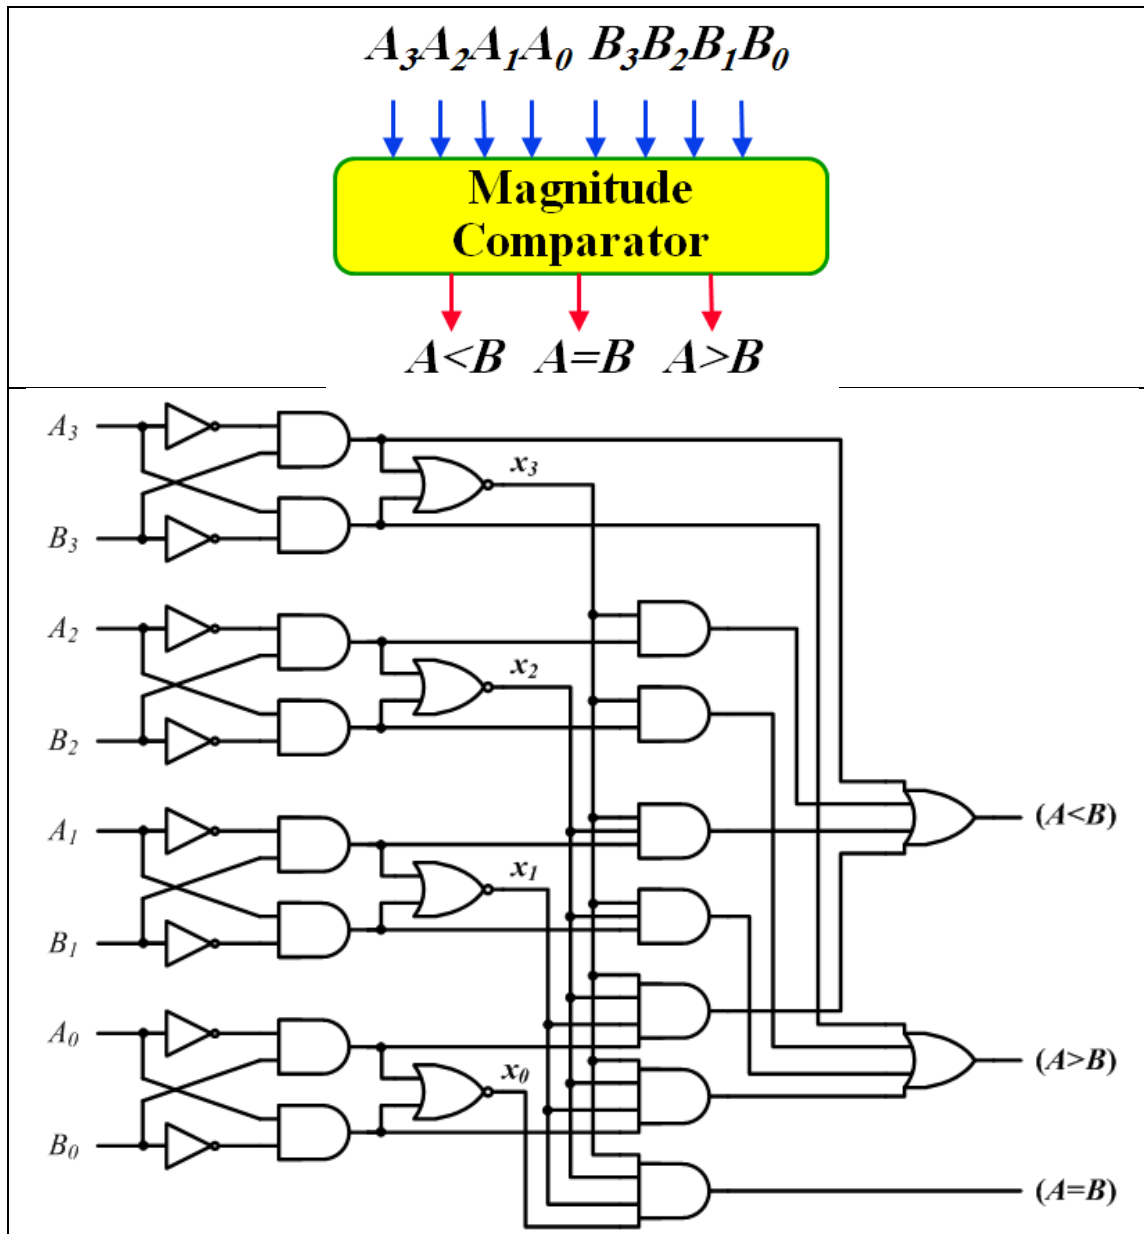 A₃A₂A₁A₀ B₃B₂B₁B₀
Magnitude
Comparator
A<B A=B A>B
A₃
x₃
B₃
A₂
x₂
B₂
(A<B)
A₁
x₁
B₁
A₀
(A>B)
x₀
B₀
(A=B)